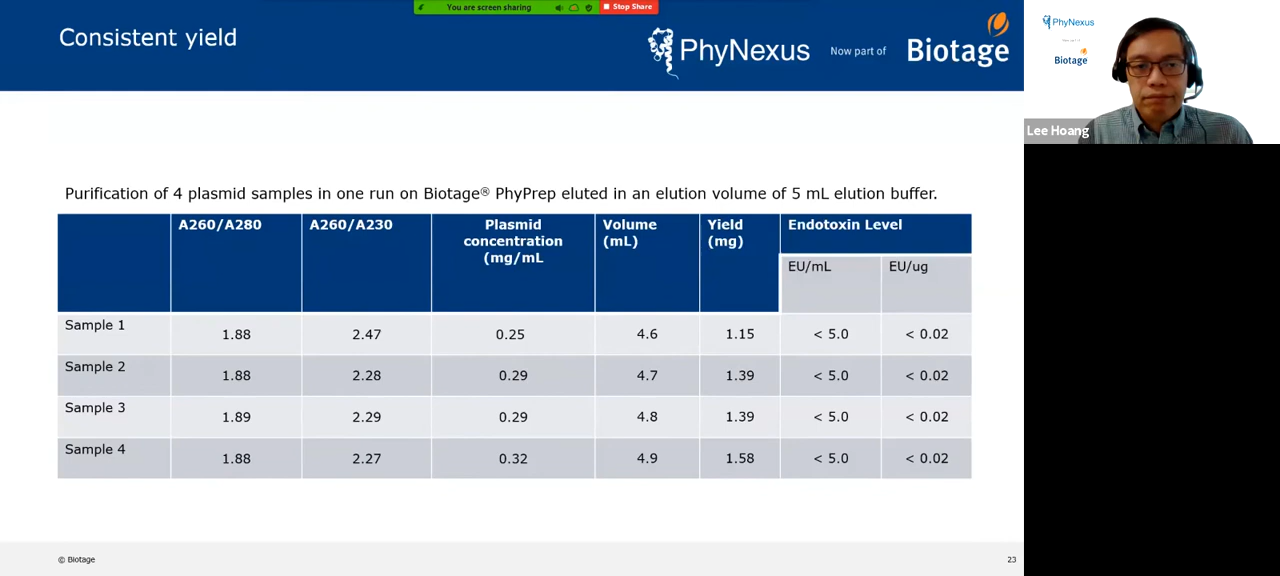 You are screen sharing
Stop Share
Consistent yield
PhyNexus Now part of Biotage
PhyNexus
Biotage
Lee Hoang
Purification of 4 plasmid samples in one run on Biotage® PhyPrep eluted in an elution volume of 5 mL elution buffer.
A260/A280 A260/A230 Plasmid concentration (mg/mL Volume (mL) Yield (mg) Endotoxin Level
EU/mL EU/ug
Sample 1 1.88 2.47 0.25 4.6 1.15 < 5.0 < 0.02
Sample 2 1.88 2.28 0.29 4.7 1.39 < 5.0 < 0.02
Sample 3 1.89 2.29 0.29 4.8 1.39 < 5.0 < 0.02
Sample 4 1.88 2.27 0.32 4.9 1.58 < 5.0 < 0.02
© Biotage 23